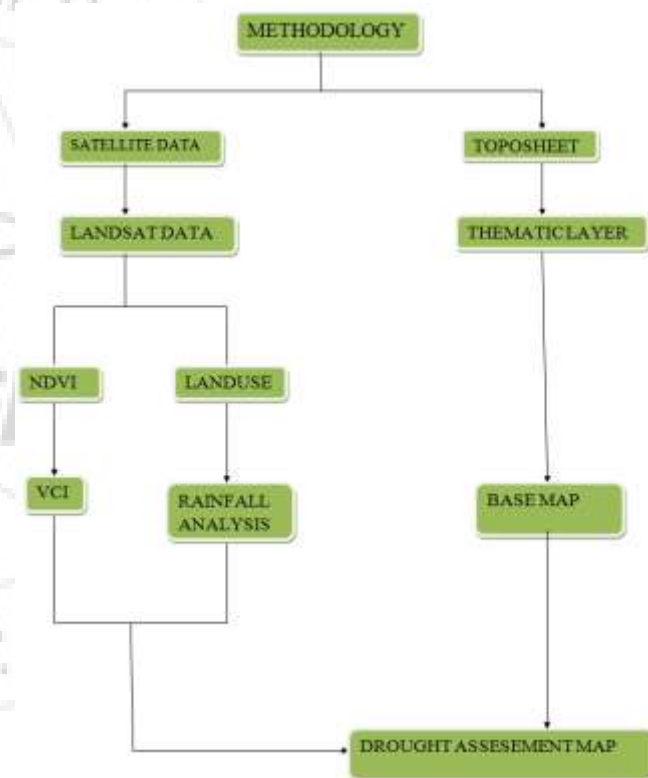 METHODOLOGY
SATELLITE DATA
TOPOSHEET
LANDSAT DATA
THEMATIC LAYER
NDVI
LANDUSE
VCI
RAINFALL
ANALYSIS
BASE MAP
DROUGHT ASSESEMENT MAP